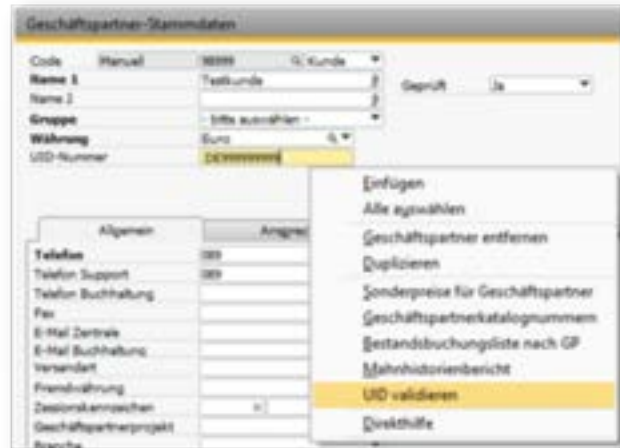 Geschäftspartner-Stammdaten
Code Manuell Kunde
Name 1 Testkunde Geprüft Ja
Name 2
Gruppe - bitte auswählen -
Währung Euro
UID-Nummer
Einfügen
Alle auswählen
Geschäftspartner entfernen
Duplizieren
Sonderpreise für Geschäftspartner
Geschäftspartnerkatalognummern
Bestandsbuchungsliste nach GP
Mahnhistorienbericht
UID validieren
Direkthilfe
Allgemein
Telefon 089
Telefon Support 089
Telefon Buchhaltung
Fax
E-Mail Zentrale
E-Mail Buchhaltung
Versandart
Fremdwährung
Zessionskennzeichen
Geschäftspartnerprojekt
Branche